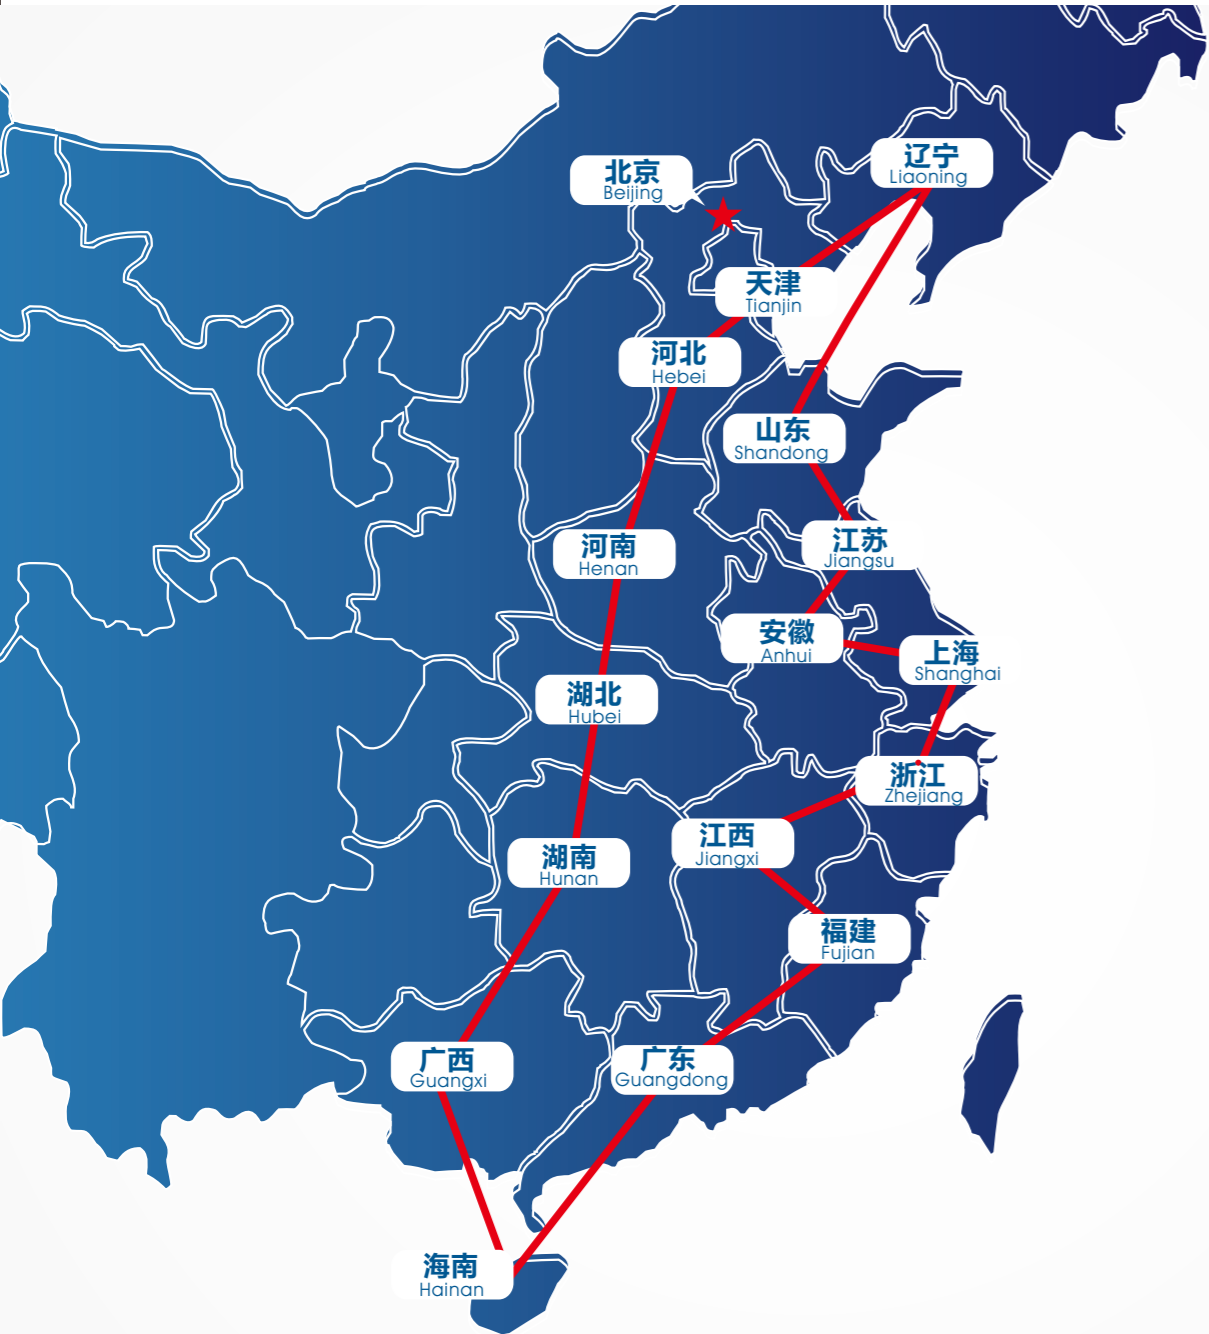 辽宁
Liaoning
北京
Beijing
天津
Tianjin
河北
Hebei
山东
Shandong
江苏
Jiangsu
河南
Henan
安徽
Anhui
上海
Shanghai
湖北
Hubei
浙江
Zhejiang
江西
Jiangxi
湖南
Hunan
福建
Fujian
广西
Guangxi
广东
Guangdong
海南
Hainan